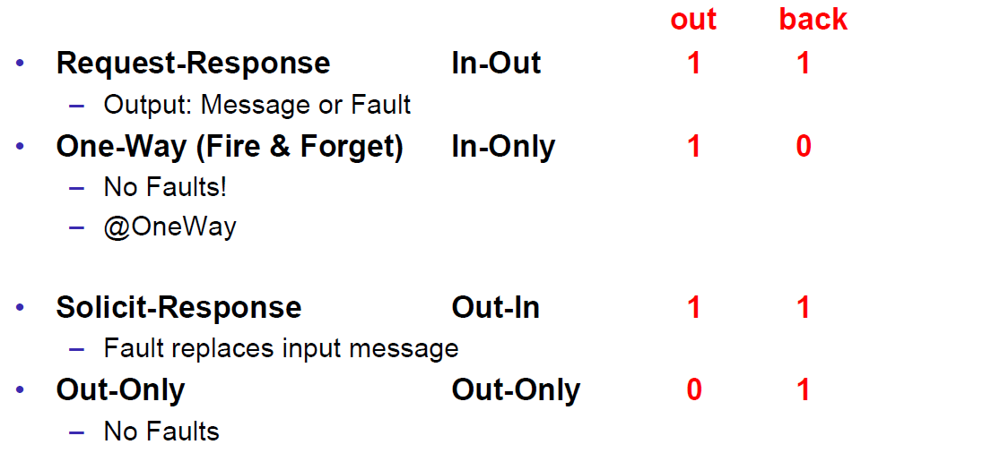 out back
• Request-Response In-Out 1 1
– Output: Message or Fault
• One-Way (Fire & Forget) In-Only 1 0
– No Faults!
– @OneWay
• Solicit-Response Out-In 1 1
– Fault replaces input message
• Out-Only Out-Only 0 1
– No Faults